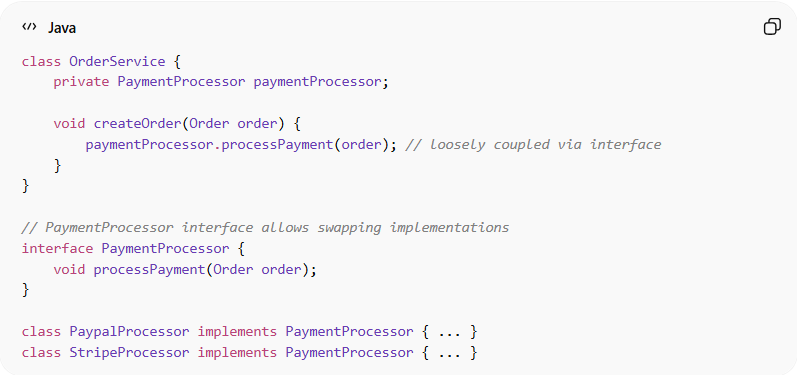 Java
class OrderService {
    private PaymentProcessor paymentProcessor;

    void createOrder(Order order) {
        paymentProcessor.processPayment(order); // loosely coupled via interface
    }
}

// PaymentProcessor interface allows swapping implementations
interface PaymentProcessor {
    void processPayment(Order order);
}

class PaypalProcessor implements PaymentProcessor { ... }
class StripeProcessor implements PaymentProcessor { ... }